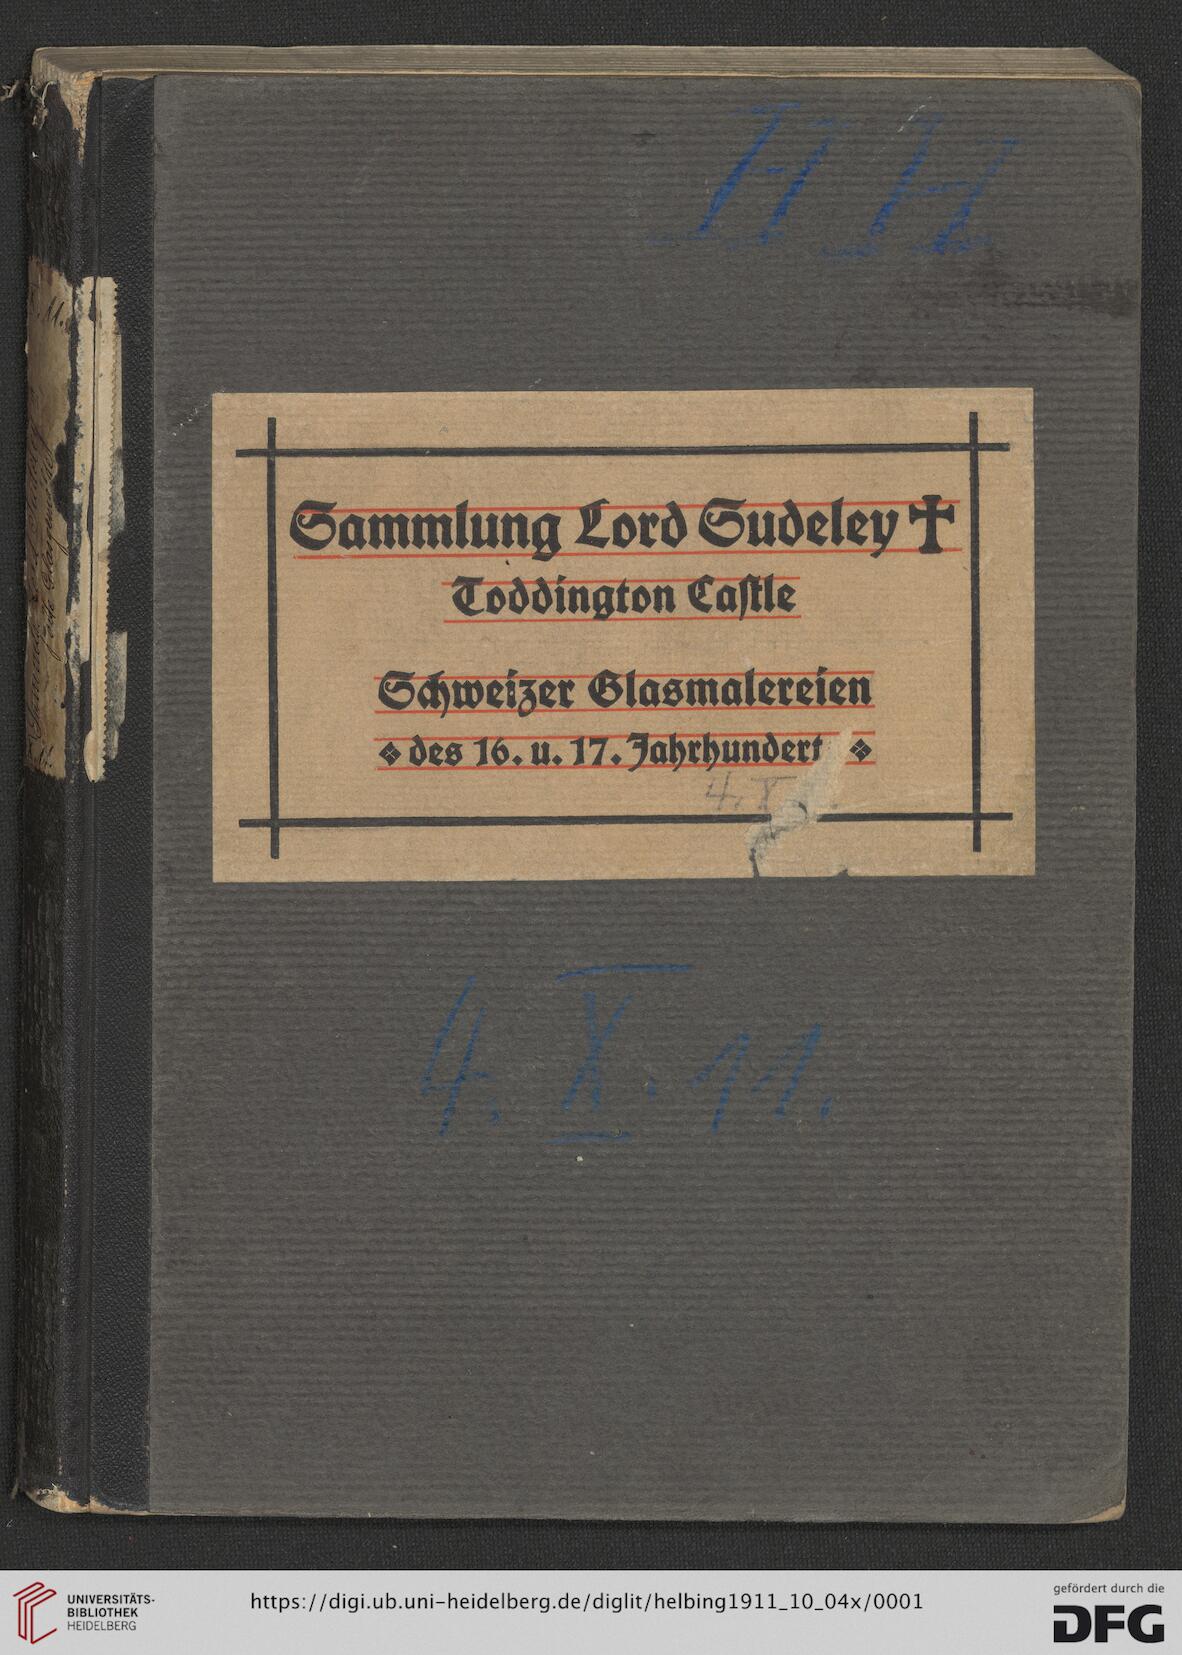 H H
Sammlung Lord Sudeley ✝
Toddington Caſtle
Schweizer Glasmalereien
❖ des 16. u. 17. Jahrhundert ❖
4. X
4. X. 11.
UNIVERSITÄTS-
BIBLIOTHEK
HEIDELBERG
https://digi.ub.uni-heidelberg.de/diglit/helbing1911_10_04x/0001
gefördert durch die
DFG